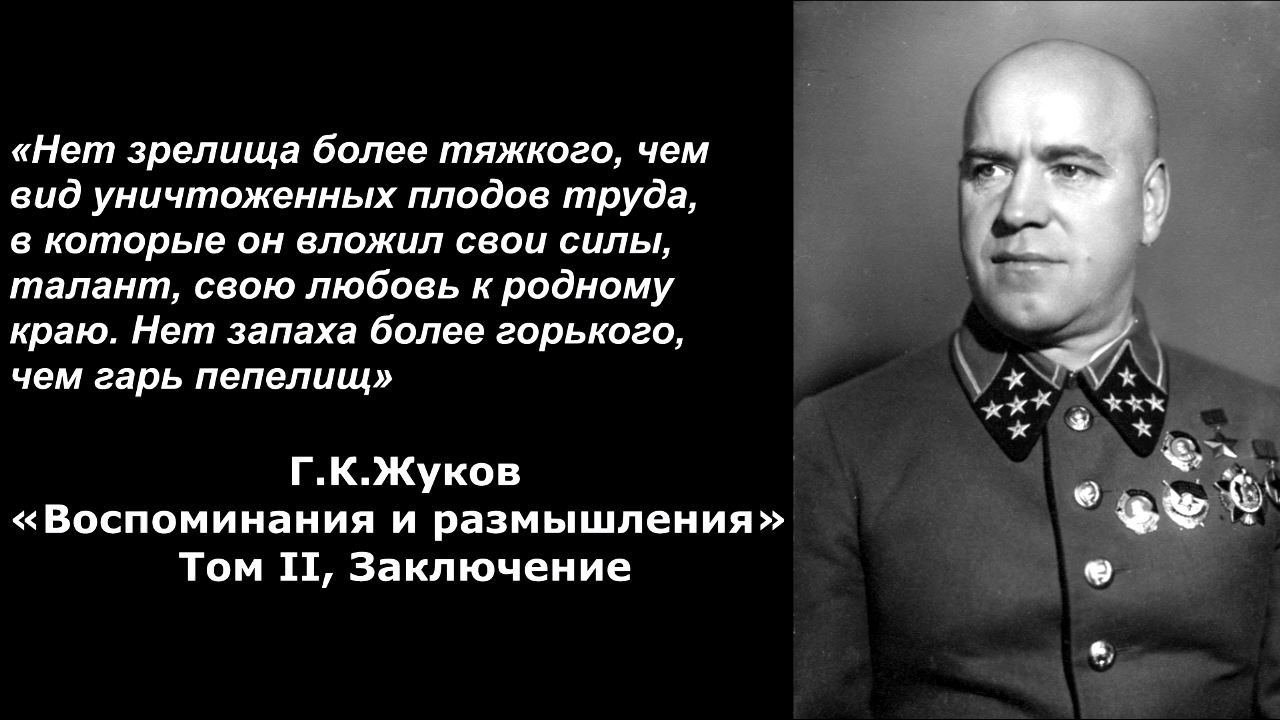 «Нет зрелища более тяжкого, чем
вид уничтоженных плодов труда,
в которые он вложил свои силы,
талант, свою любовь к родному
краю. Нет запаха более горького,
чем гарь пепелищ»
Г.К.Жуков
«Воспоминания и размышления»
Том II, Заключение